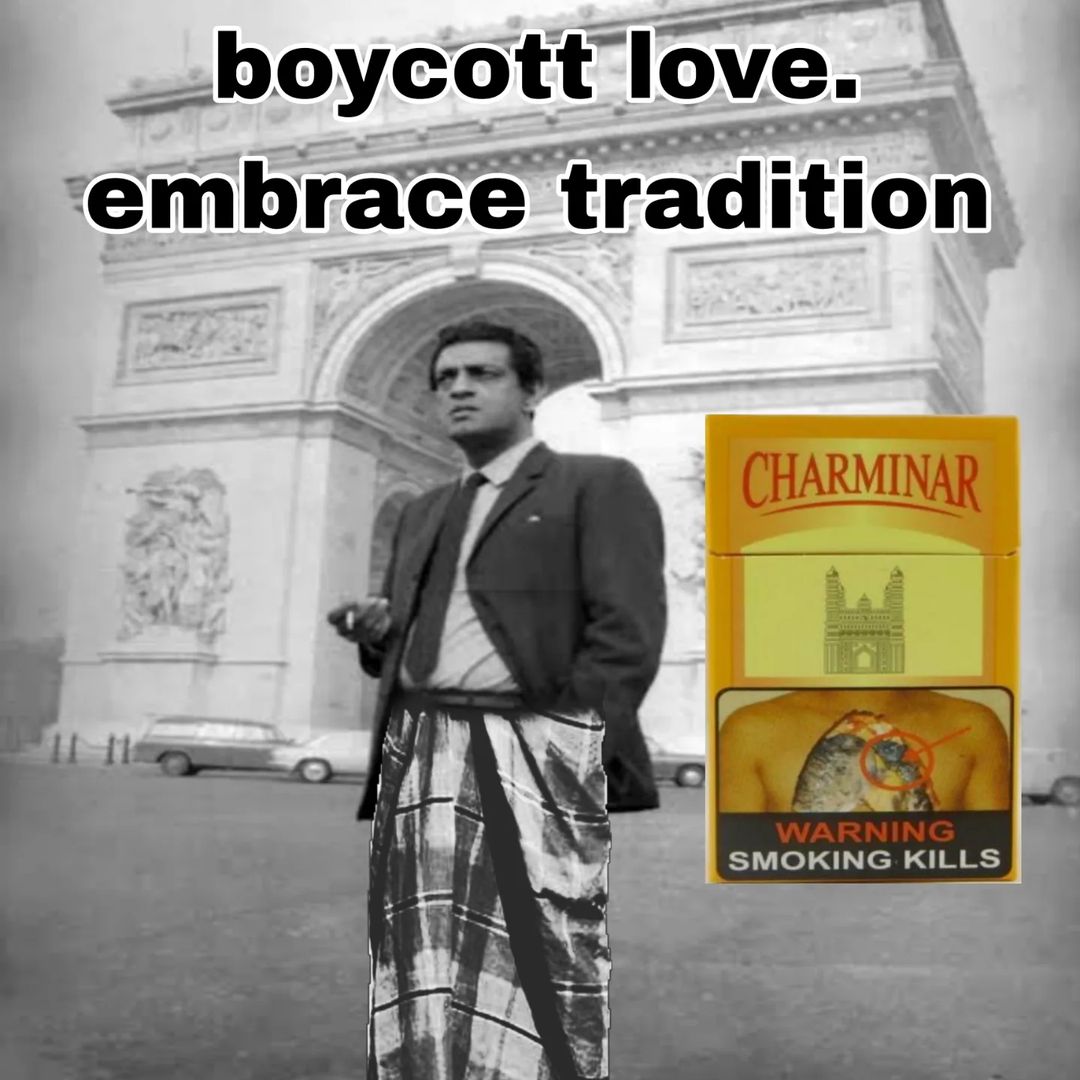 boycott love.
embrace tradition
CHARMINAR
WARNING
SMOKING KILLS